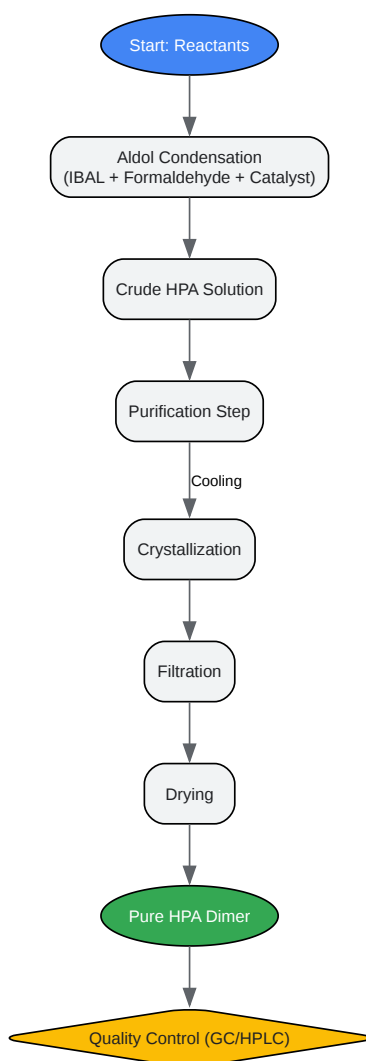 Start: Reactants
Aldol Condensation
(IBAL + Formaldehyde + Catalyst)
Crude HPA Solution
Purification Step
Cooling
Crystallization
Filtration
Drying
Pure HPA Dimer
Quality Control (GC/HPLC)